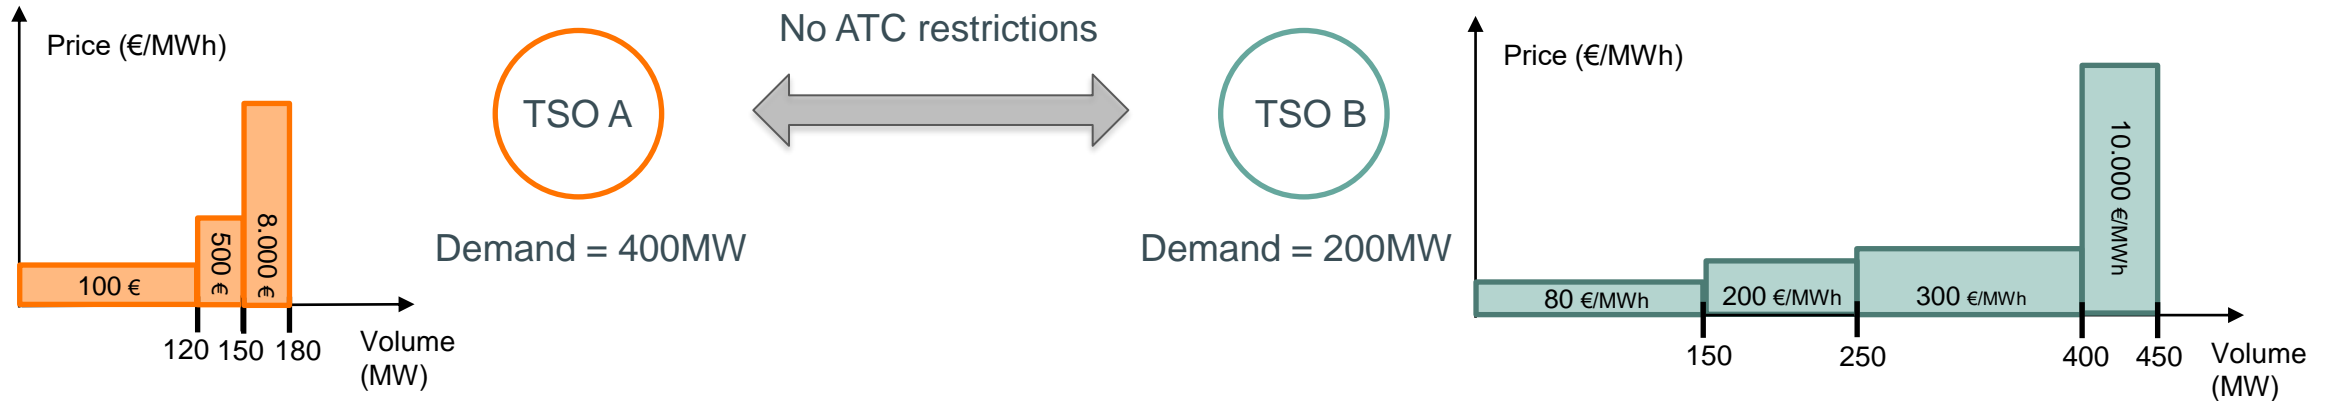 Price (€/MWh)
100 €
500 €
8.000 €
120 150 180
Volume
(MW)
TSO A
Demand = 400MW
No ATC restrictions
TSO B
Demand = 200MW
Price (€/MWh)
80 €/MWh
200 €/MWh
300 €/MWh
10.000 €/MWh
150
250
400
450
Volume
(MW)